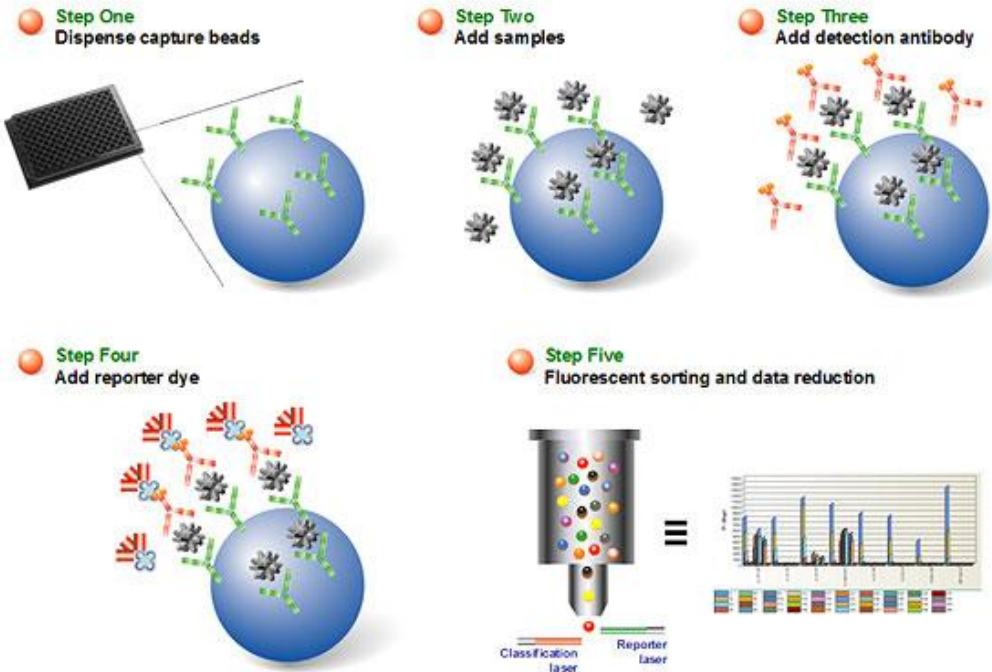 Step One
Dispense capture beads
Step Two
Add samples
Step Three
Add detection antibody
Step Four
Add reporter dye
Step Five
Fluorescent sorting and data reduction
Classification
laser
Reporter
laser